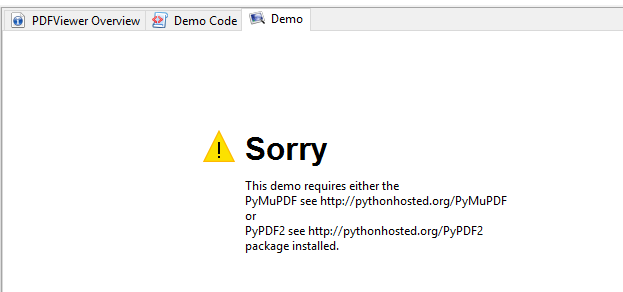 PDFViewer Overview Demo Code Demo
Sorry
This demo requires either the
PyMuPDF see http://pythonhosted.org/PyMuPDF
or
PyPDF2 see http://pythonhosted.org/PyPDF2
package installed.